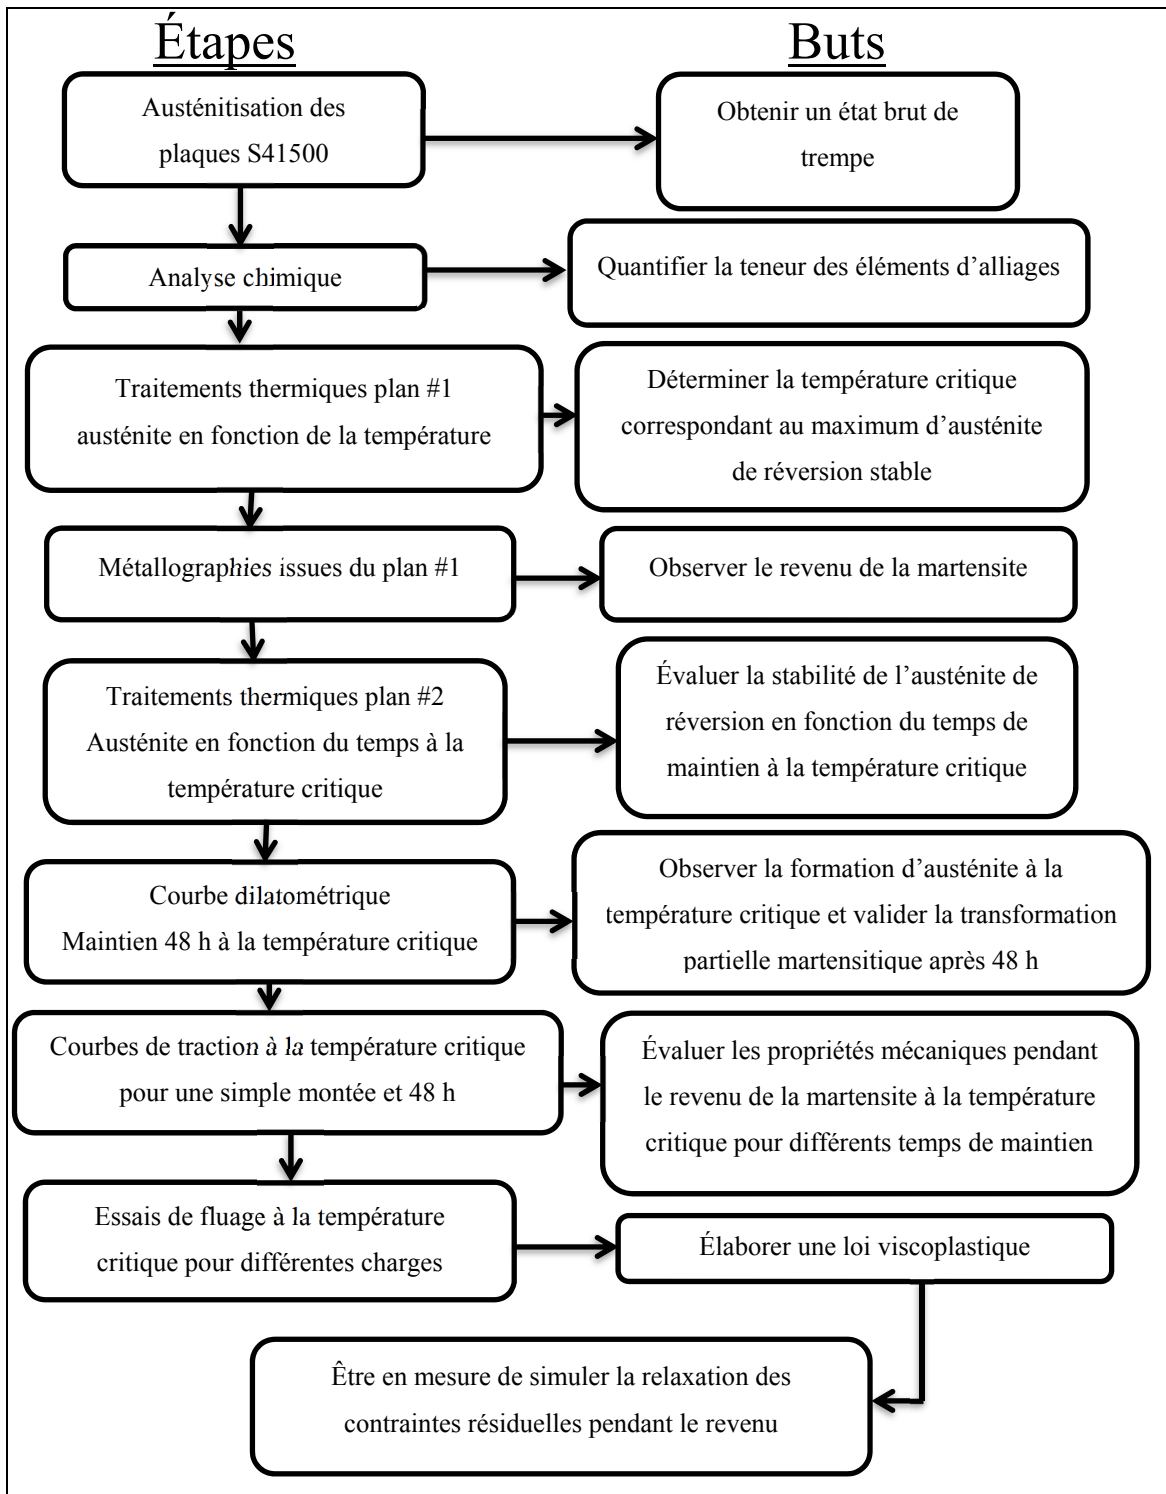 Étapes
Buts
Austénitisation des
plaques S41500
Obtenir un état brut de
trempe
Analyse chimique
Quantifier la teneur des éléments d’alliages
Traitements thermiques plan #1
austénite en fonction de la température
Déterminer la température critique
correspondant au maximum d’austénite
de réversion stable
Métallographies issues du plan #1
Observer le revenu de la martensite
Traitements thermiques plan #2
Austénite en fonction du temps à la
température critique
Évaluer la stabilité de l’austénite de
réversion en fonction du temps de
maintien à la température critique
Courbe dilatométrique
Maintien 48 h à la température critique
Observer la formation d’austénite à la
température critique et valider la transformation
partielle martensitique après 48 h
Courbes de traction à la température critique
pour une simple montée et 48 h
Évaluer les propriétés mécaniques pendant
le revenu de la martensite à la température
critique pour différents temps de maintien
Essais de fluage à la température
critique pour différentes charges
Élaborer une loi viscoplastique
Être en mesure de simuler la relaxation des
contraintes résiduelles pendant le revenu